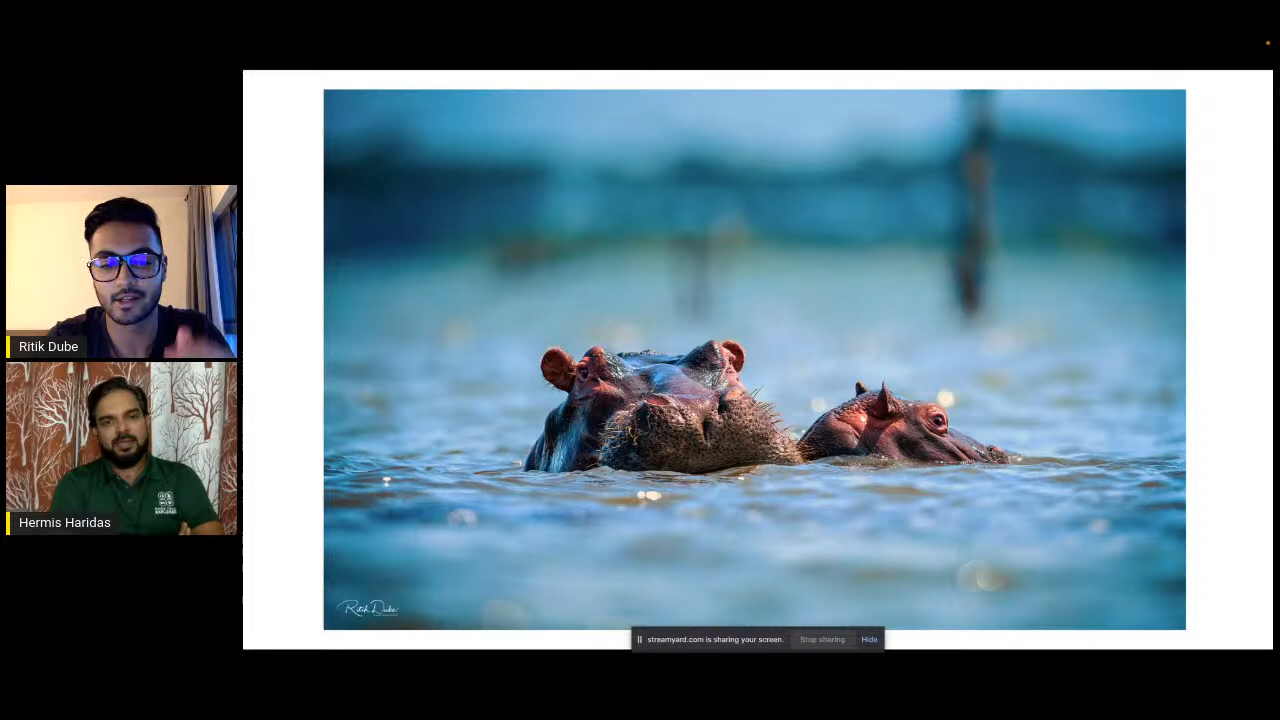 Ritik Dube
Hermis Haridas
Ritik Dube
streamyard.com is sharing your screen.
Stop sharing
Hide